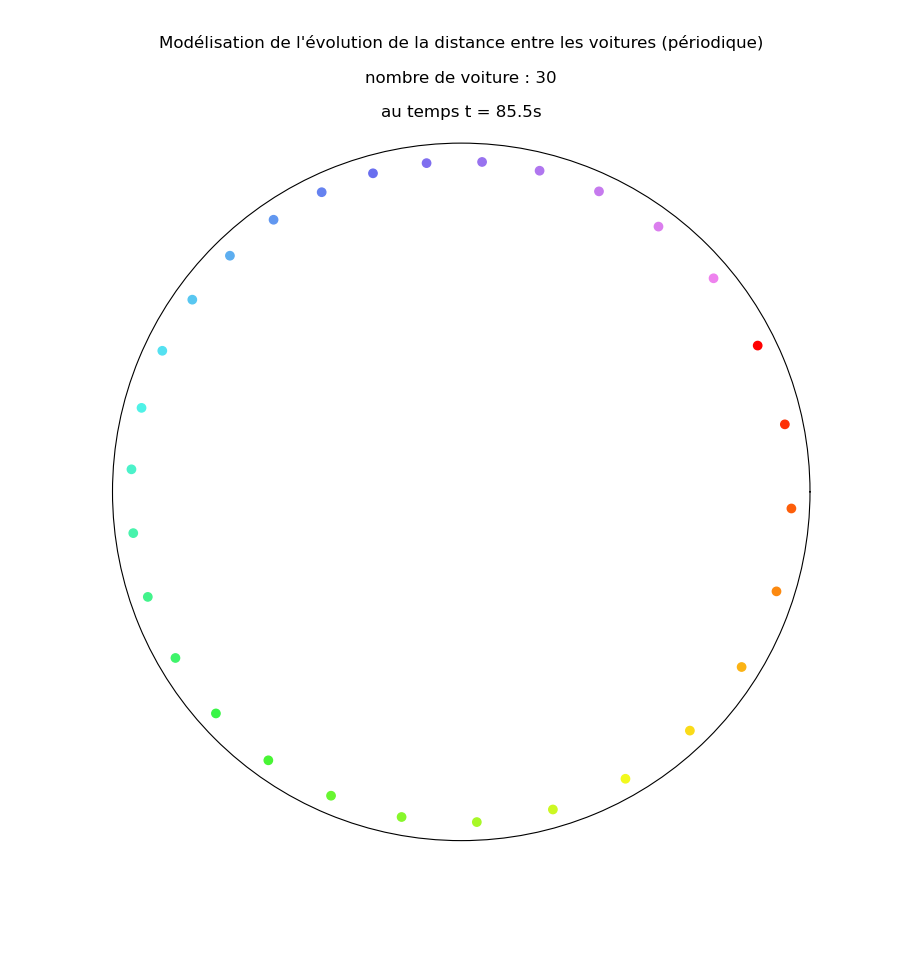 Modélisation de l'évolution de la distance entre les voitures (périodique)
nombre de voiture : 30
au temps t = 85.5s